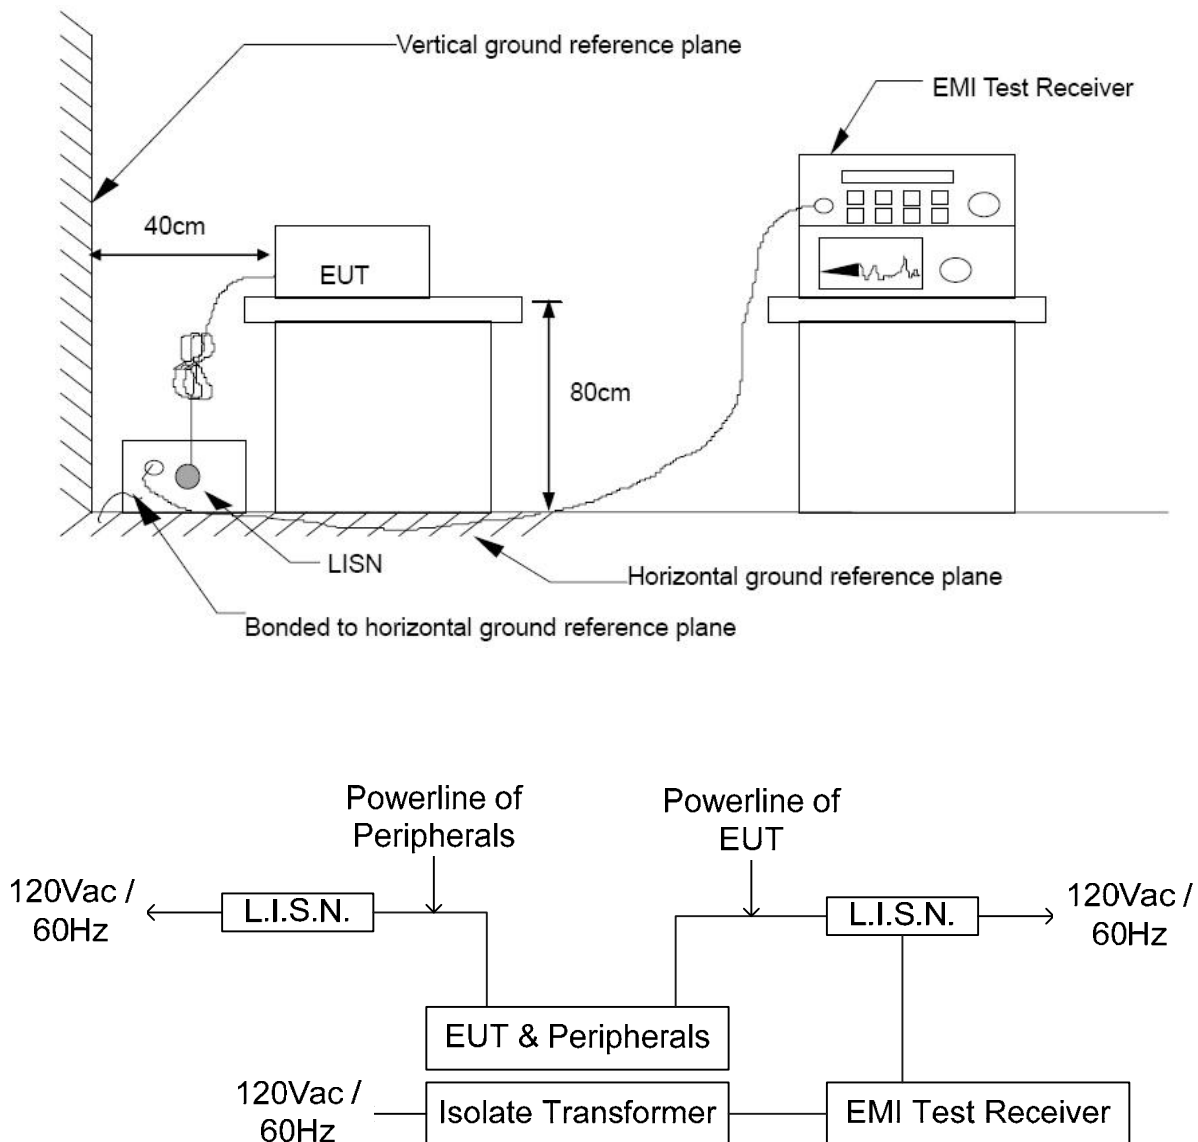 Vertical ground reference plane
EMI Test Receiver
40cm
EUT
80cm
LISN
Horizontal ground reference plane
Bonded to horizontal ground reference plane
Powerline of
Peripherals
Powerline of
EUT
120Vac /
60Hz
L.I.S.N.
L.I.S.N.
120Vac /
60Hz
EUT & Peripherals
120Vac /
60Hz
Isolate Transformer
EMI Test Receiver